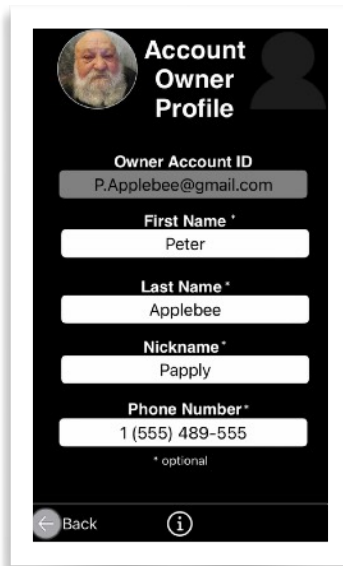 Account
Owner
Profile
Owner Account ID
P.Applebee@gmail.com
First Name *
Peter
Last Name *
Applebee
Nickname *
Papply
Phone Number *
1 (555) 489-555
* optional
Back